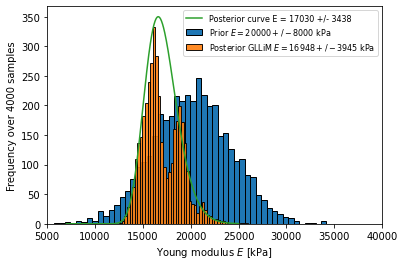 Posterior curve E = 17030 +/- 3438
Prior E = 20000 + / − 8000 kPa
Posterior GLLiM E = 16948 + / − 3945 kPa
Frequency over 4000 samples
350
300
250
200
150
100
50
0
5000 10000 15000 20000 25000 30000 35000 40000
Young modulus E [kPa]